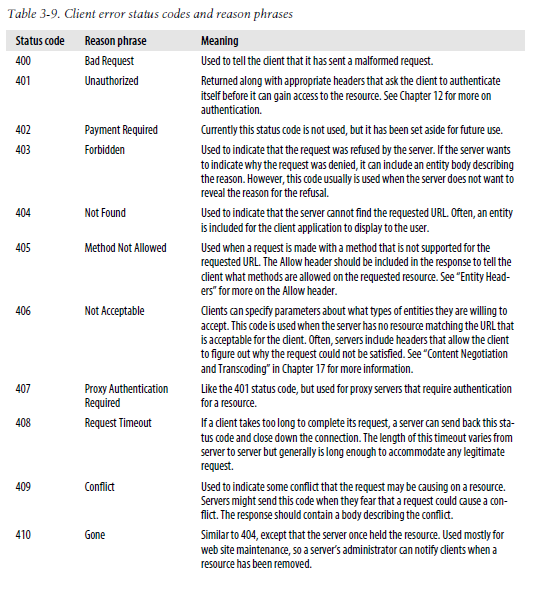 Table 3-9. Client error status codes and reason phrases
Status code Reason phrase Meaning
400 Bad Request Used to tell the client that it has sent a malformed request.
401 Unauthorized Returned along with appropriate headers that ask the client to authenticate
itself before it can gain access to the resource. See Chapter 12 for more on
authentication.
402 Payment Required Currently this status code is not used, but it has been set aside for future use.
403 Forbidden Used to indicate that the request was refused by the server. If the server wants
to indicate why the request was denied, it can include an entity body describing
the reason. However, this code usually is used when the server does not want to
reveal the reason for the refusal.
404 Not Found Used to indicate that the server cannot find the requested URL. Often, an entity
is included for the client application to display to the user.
405 Method Not Allowed Used when a request is made with a method that is not supported for the
requested URL. The Allow header should be included in the response to tell the
client what methods are allowed on the requested resource. See “Entity Head-
ers” for more on the Allow header.
406 Not Acceptable Clients can specify parameters about what types of entities they are willing to
accept. This code is used when the server has no resource matching the URL that
is acceptable for the client. Often, servers include headers that allow the client
to figure out why the request could not be satisfied. See “Content Negotiation
and Transcoding” in Chapter 17 for more information.
407 Proxy Authentication Like the 401 status code, but used for proxy servers that require authentication
Required for a resource.
408 Request Timeout If a client takes too long to complete its request, a server can send back this sta-
tus code and close down the connection. The length of this timeout varies from
server to server but generally is long enough to accommodate any legitimate
request.
409 Conflict Used to indicate some conflict that the request may be causing on a resource.
Servers might send this code when they fear that a request could cause a con-
flict. The response should contain a body describing the conflict.
410 Gone Similar to 404, except that the server once held the resource. Used mostly for
web site maintenance, so a server’s administrator can notify clients when a
resource has been removed.